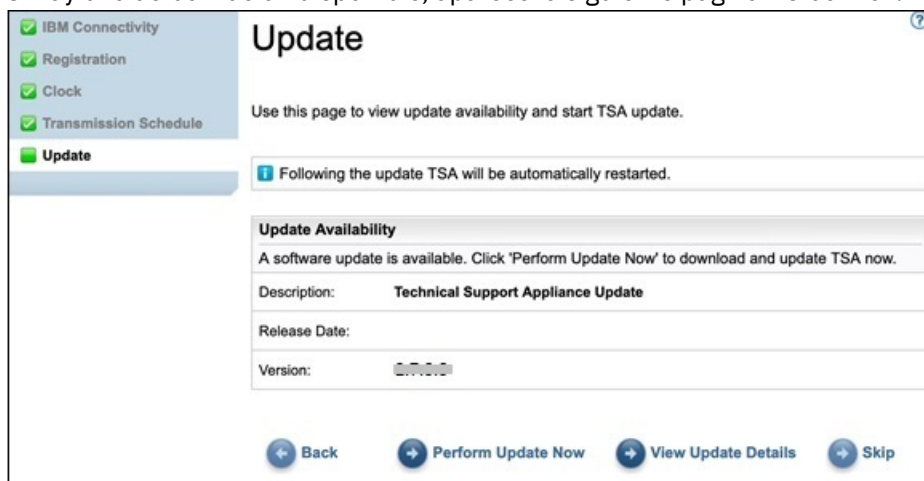 IBM Connectivity
Registration
Clock
Transmission Schedule
Update
Update
Use this page to view update availability and start TSA update.
Following the update TSA will be automatically restarted.
Update Availability
A software update is available. Click 'Perform Update Now' to download and update TSA now.
Description: Technical Support Appliance Update
Release Date:
Version:
Back Perform Update Now View Update Details Skip